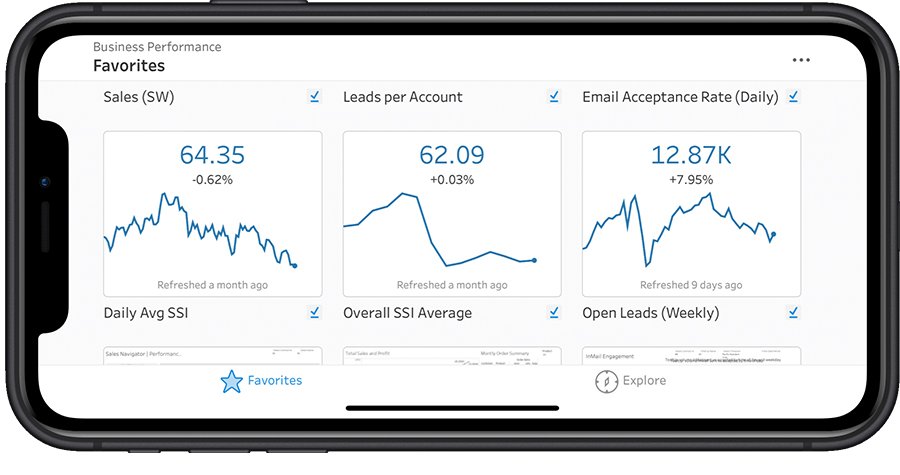 Business Performance
Favorites
Sales (SW)
Leads per Account
Email Acceptance Rate (Daily)
64.35
-0.62%
Refreshed a month ago
62.09
+0.03%
Refreshed a month ago
12.87K
+7.95%
Refreshed 9 days ago
Daily Avg SSI
Overall SSI Average
Open Leads (Weekly)
Sales Navigator | Performanc..
Total Sales and Profit
Monthly Order Summary
InMail Engagement
Favorites
Explore